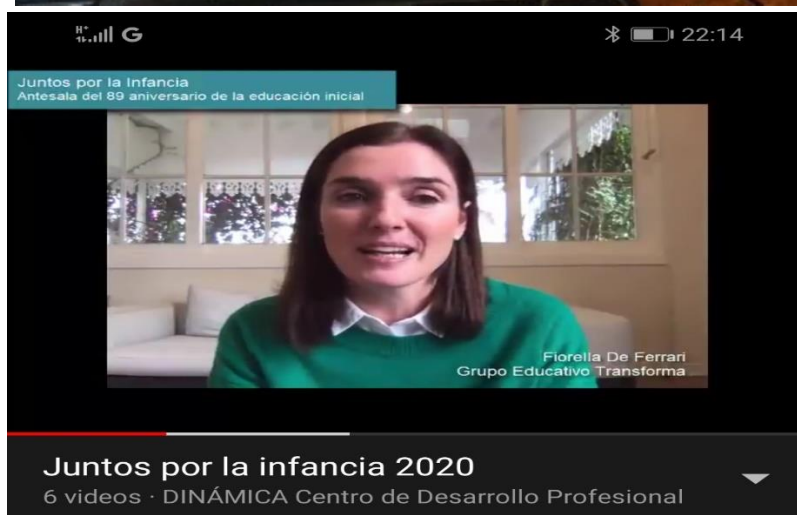 H+ G 22:14
Juntos por la Infancia
Antesala del 89 aniversario de la educación inicial
Fiorella De Ferrari
Grupo Educativo Transforma
Juntos por la infancia 2020
6 videos · DINÁMICA Centro de Desarrollo Profesional